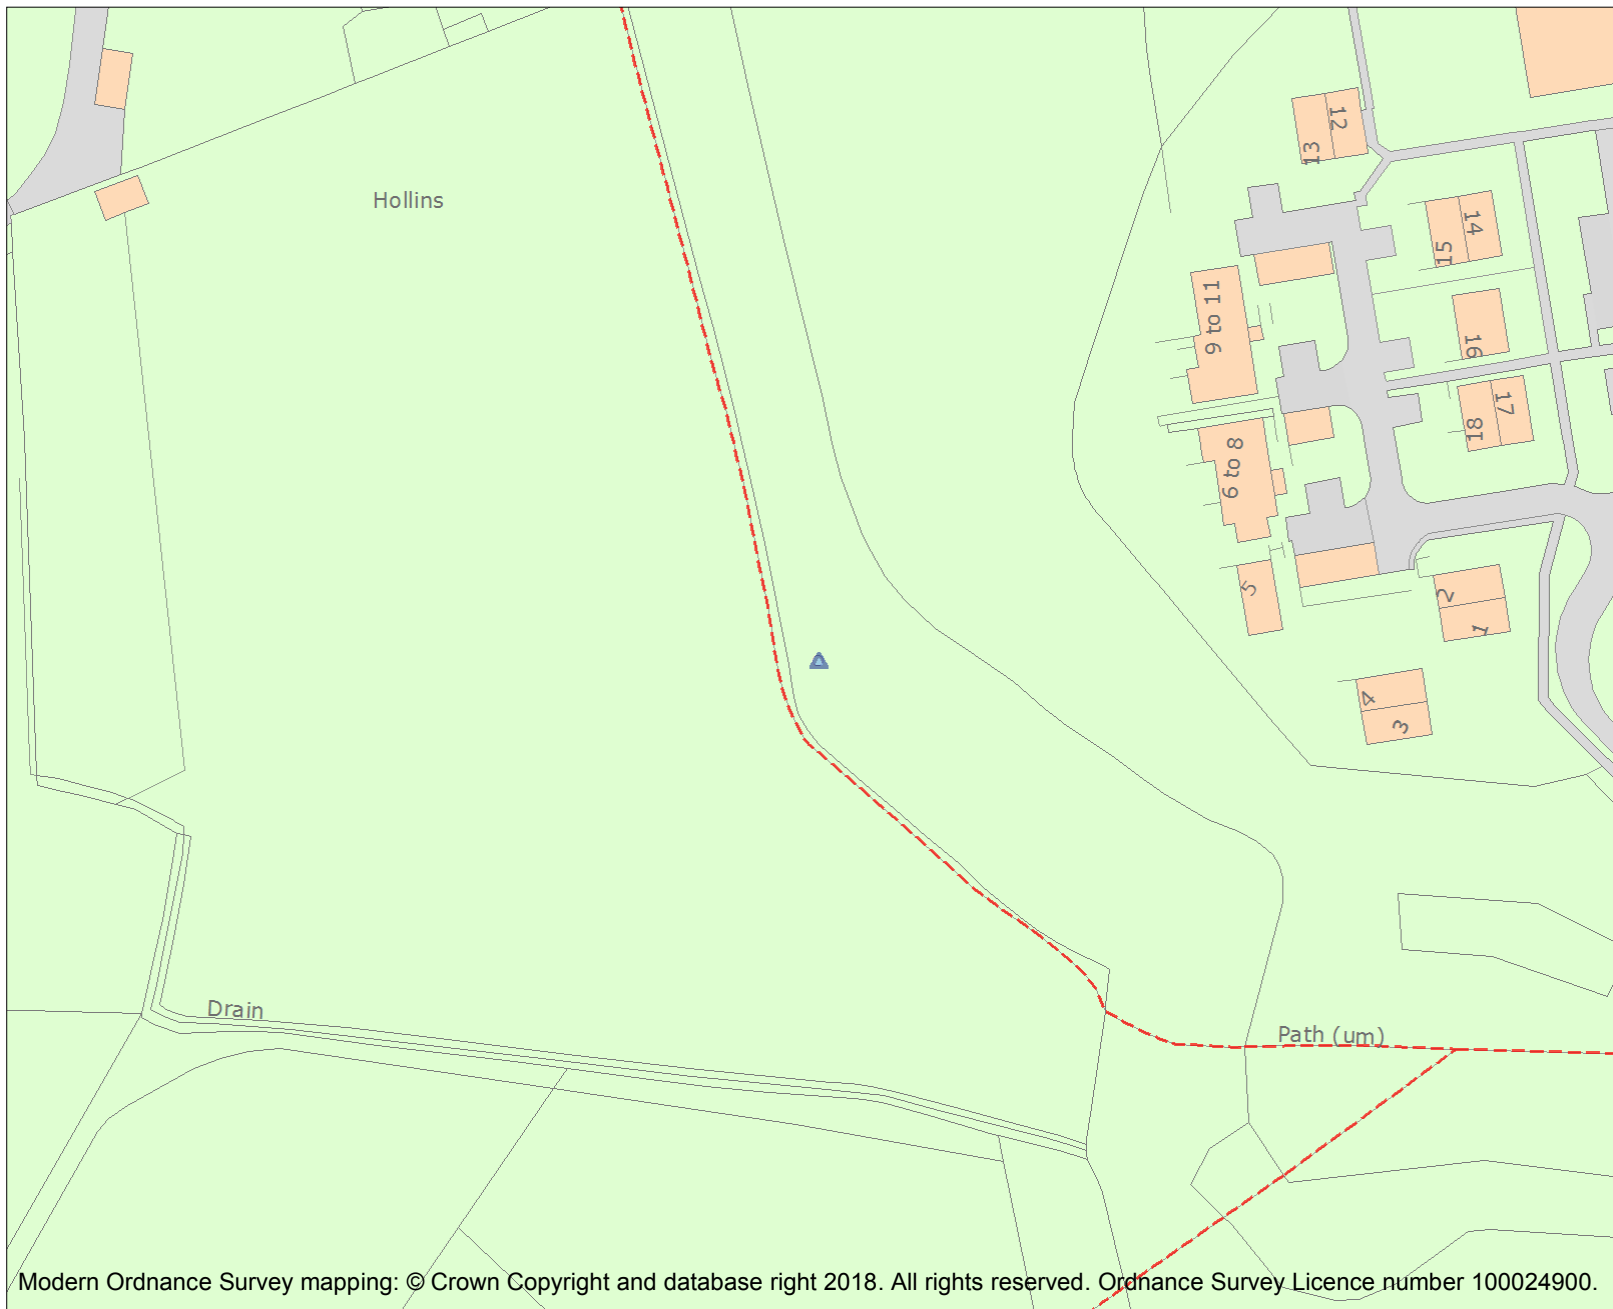 12
13
Hollins
14
15
9 to 11
16
17
18
6 to 8
5
2
1
4
3
Drain
Path (um)
Modern Ordnance Survey mapping: © Crown Copyright and database right 2018. All rights reserved. Ordnance Survey Licence number 100024900.